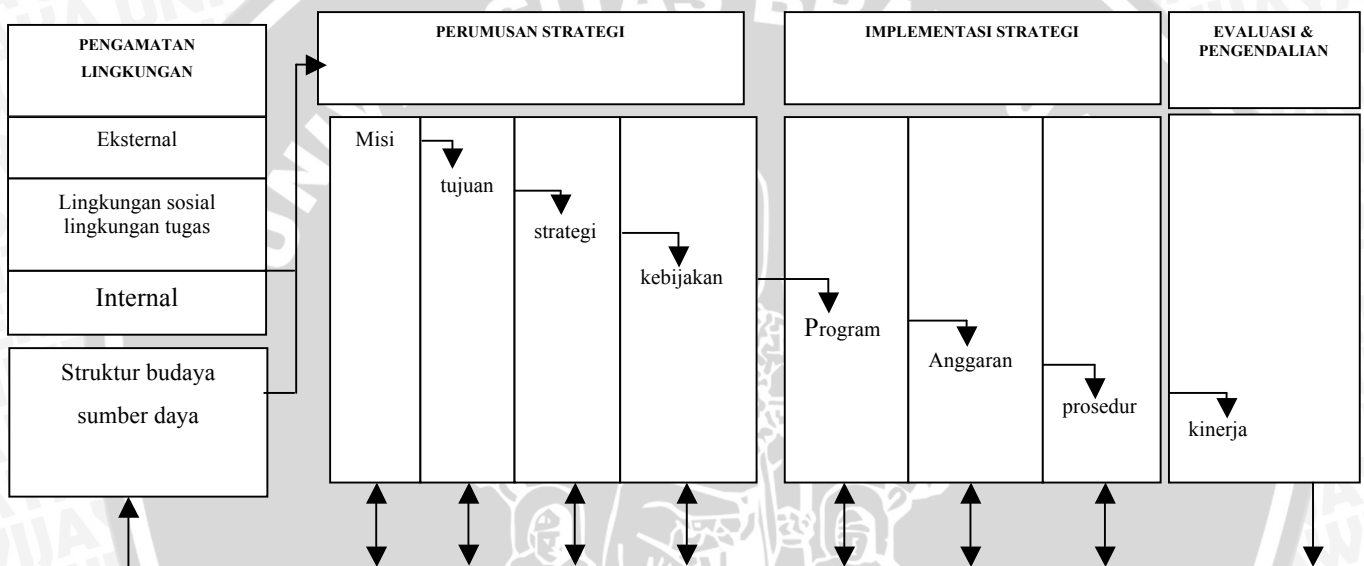 PENGAMATAN
LINGKUNGAN
PERUMUSAN STRATEGI
IMPLEMENTASI STRATEGI
EVALUASI &
PENGENDALIAN
Eksternal
Lingkungan sosial
lingkungan tugas
Internal
Struktur budaya
sumber daya
Misi
tujuan
strategi
kebijakan
Program
Anggaran
prosedur
kinerja